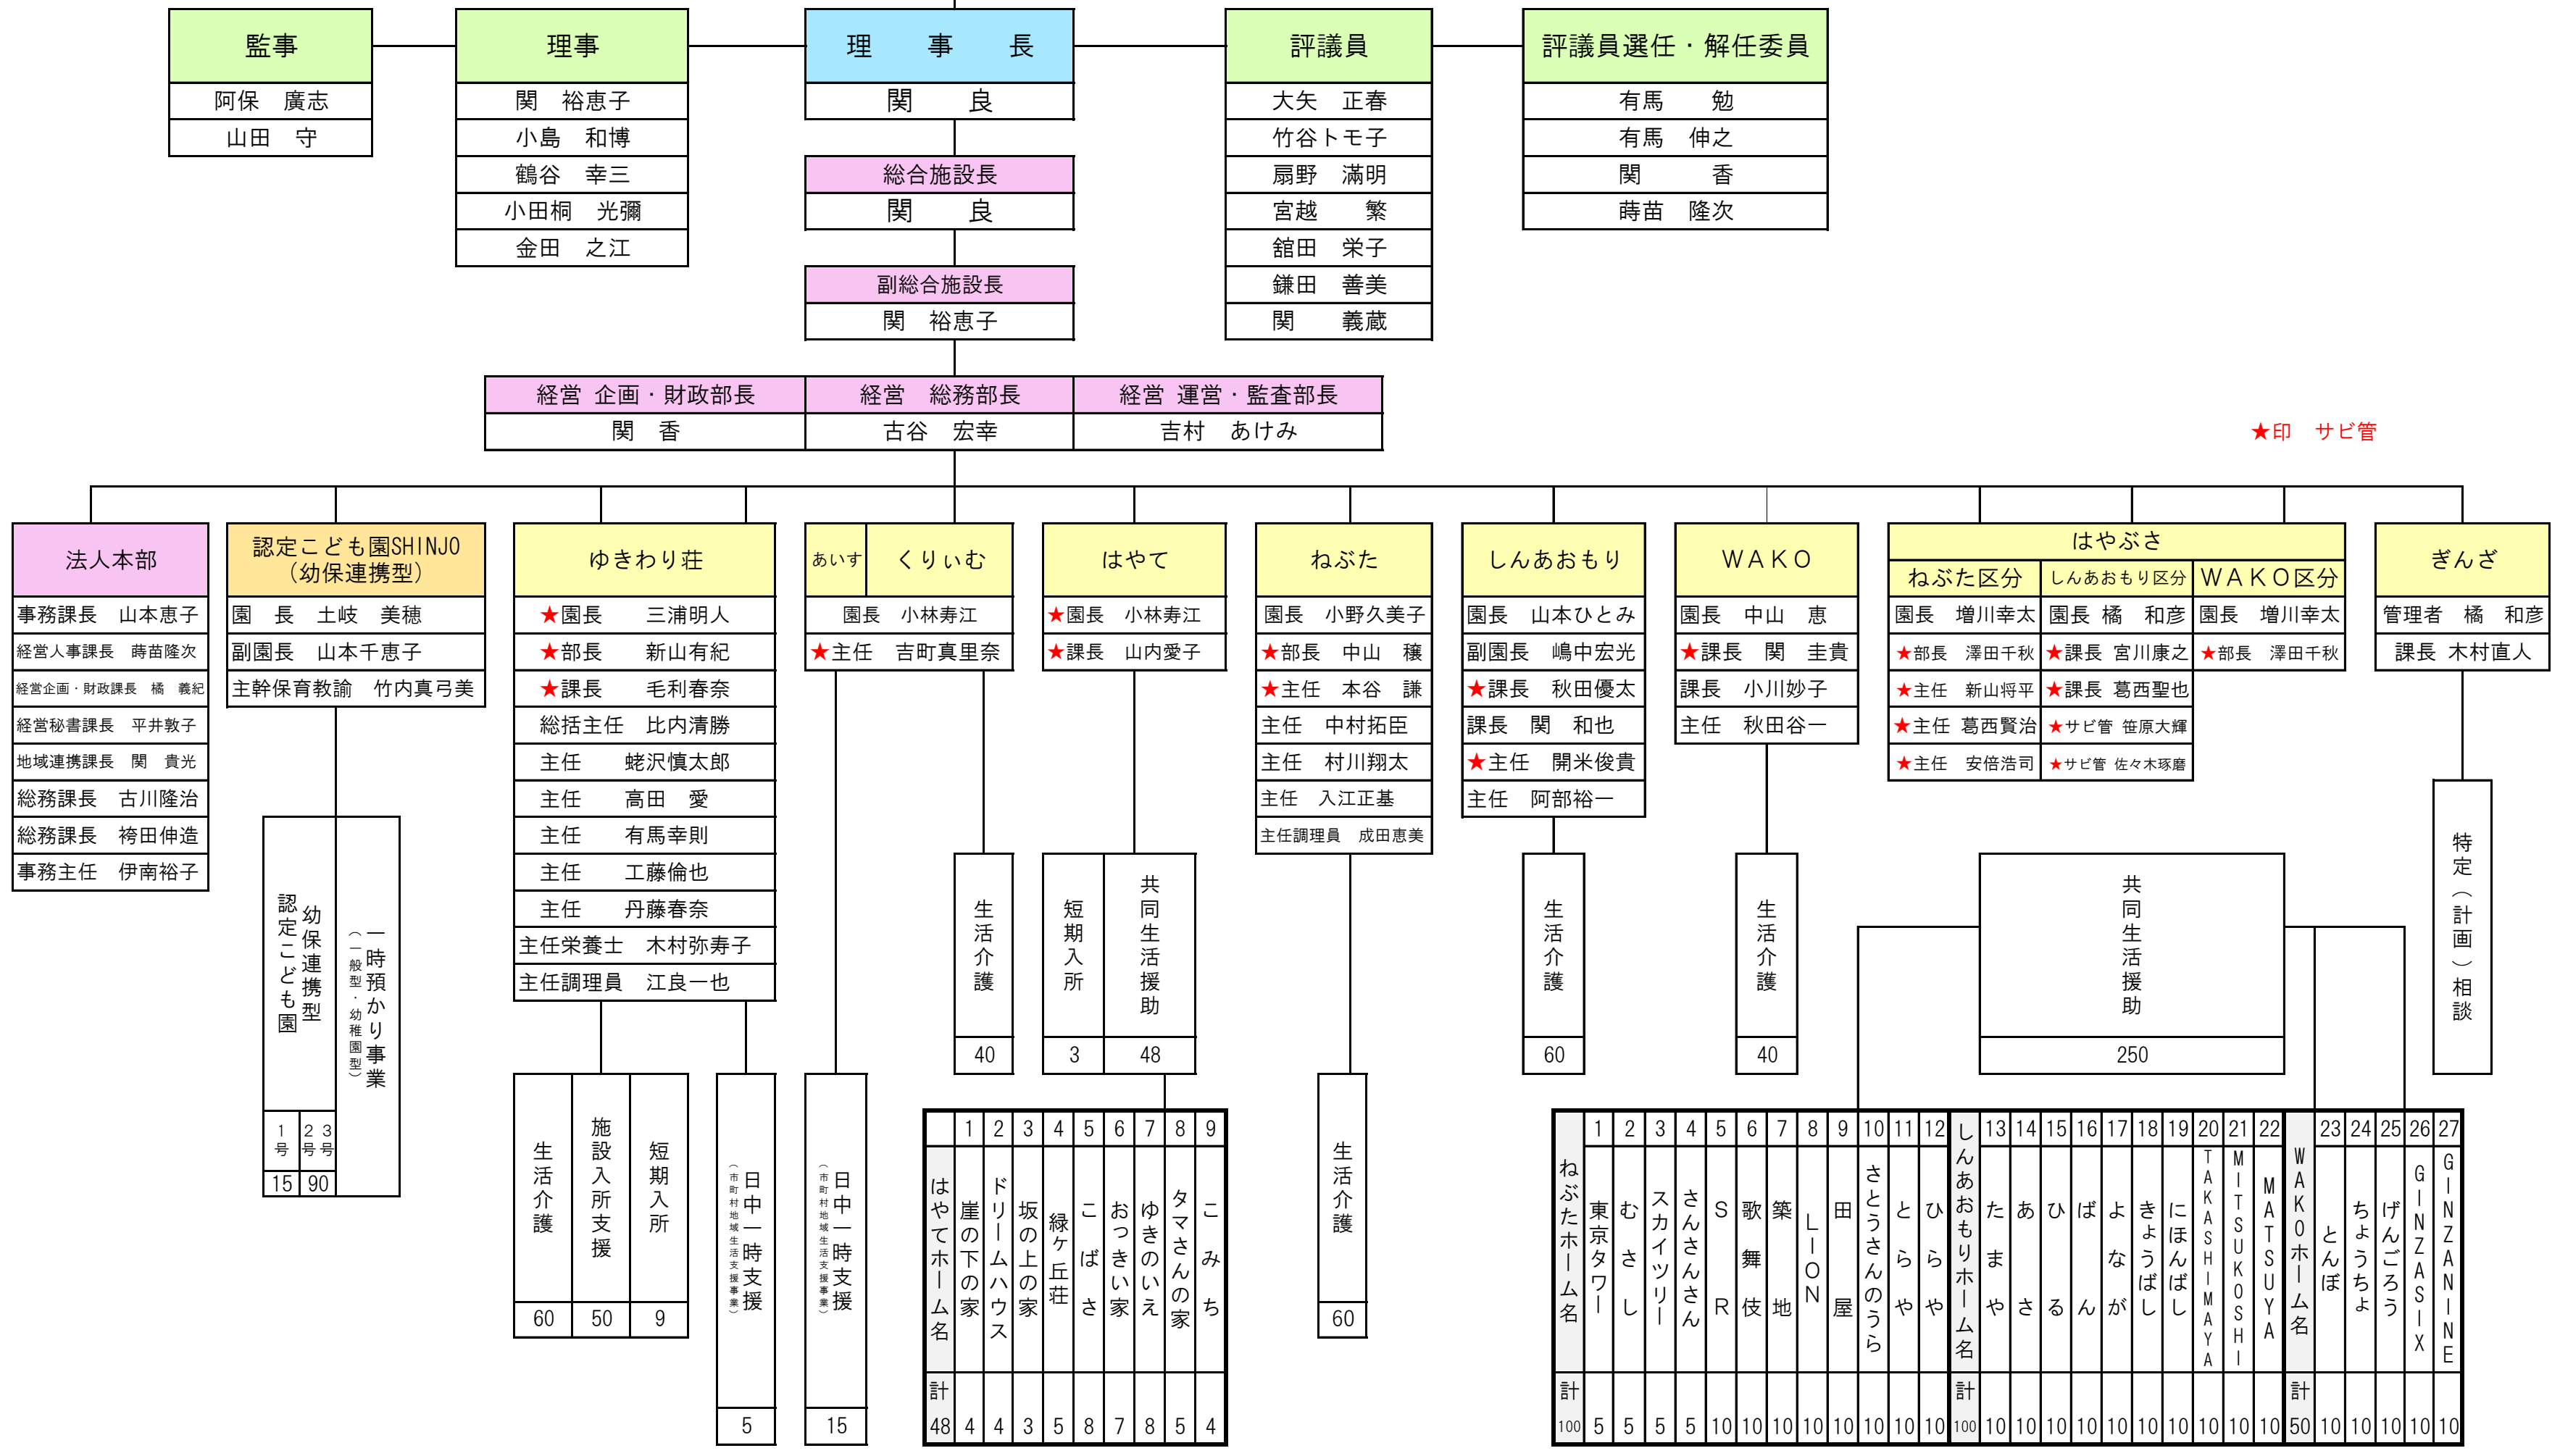 監事
阿保　廣志
山田　守
理事
関　裕恵子
小島　和博
鶴谷　幸三
小田桐　光彌
金田　之江
理　事　長
関　　良
総合施設長
関　　良
副総合施設長
関　裕恵子
評議員
大矢　正春
竹谷トモ子
扇野　滿明
宮越　　繁
舘田　栄子
鎌田　善美
関　　義蔵
評議員選任・解任委員
有馬　　勉
有馬　伸之
関　　　香
蒔苗　隆次
経営 企画・財政部長
関　香
経営　総務部長
古谷　宏幸
経営 運営・監査部長
吉村　あけみ
★印　サビ管
法人本部
事務課長　山本恵子
経営人事課長　蒔苗隆次
経営企画・財政課長　橘　義紀
経営秘書課長　平井敦子
地域連携課長　関　貴光
総務課長　古川隆治
総務課長　袴田伸造
事務主任　伊南裕子
認定こども園SHINJO
（幼保連携型）
園　長　土岐　美穂
副園長　山本千恵子
主幹保育教諭　竹内真弓美
幼保連携型
認定こども園
1号
2号 3号
15
90
一時預かり事業
（一般型・幼稚園型）
ゆきわり荘
★園長　三浦明人
★部長　新山有紀
★課長　毛利春奈
総括主任　比内清勝
主任　蛯沢慎太郎
主任　高田　愛
主任　有馬幸則
主任　工藤倫也
主任　丹藤春奈
主任栄養士　木村弥寿子
主任調理員　江良一也
生活介護
60
施設入所支援
50
短期入所
9
日中一時支援
（市町村地域生活支援事業）
5
あいす
くりぃむ
園長　小林寿江
★主任　吉町真里奈
日中一時支援
（市町村地域生活支援事業）
15
生活介護
40
はやて
★園長　小林寿江
★課長　山内愛子
短期入所
3
共同生活援助
48
はやてホーム名
計
48
1
崖の下の家
4
2
ドリームハウス
4
3
坂の上の家
3
4
緑ヶ丘荘
5
5
こばさ
8
6
おっきい家
7
7
ゆきのいえ
8
8
タマさんの家
5
9
こみち
4
ねぶた
園長　小野久美子
★部長　中山　穣
★主任　本谷　謙
主任　中村拓臣
主任　村川翔太
主任　入江正基
主任調理員　成田恵美
生活介護
60
しんあおもり
園長　山本ひとみ
副園長　嶋中宏光
★課長　秋田優太
課長　関　和也
★主任　開米俊貴
主任　阿部裕一
生活介護
60
ＷＡＫＯ
園長　中山　恵
★課長　関　圭貴
課長　小川妙子
主任　秋田谷一
生活介護
40
はやぶさ
ねぶた区分
園長　増川幸太
★部長　澤田千秋
★主任　新山将平
★主任 葛西賢治
★主任　安倍浩司
しんあおもり区分
園長 橘　和彦
★課長 宮川康之
★課長 葛西聖也
★サビ管 笹原大輝
★サビ管 佐々木琢磨
ＷＡＫＯ区分
園長　増川幸太
★部長　澤田千秋
共同生活援助
250
ねぶたホーム名
計
100
1
東京タワー
5
2
むさし
5
3
スカイツリー
5
4
さんさんさん
5
5
ＳＲ
10
6
歌舞伎
10
7
築地
10
8
LION
10
9
田屋
10
10
さとうさんのうら
10
11
とらや
10
12
ひらや
10
しんあおもりホーム名
計
100
13
たまや
10
14
あさ
10
15
ひる
10
16
ばん
10
17
よなが
10
18
きょうばし
10
19
にほんばし
10
20
TAKASHIMAYA
10
21
MITSUKOSHI
10
22
MATSUYA
10
WAKOホーム名
計
50
23
とんぼ
10
24
ちょうちょ
10
25
げんごろう
10
26
GINZASIX
10
27
GINZANINE
10
ぎんざ
管理者　橘　和彦
課長 木村直人
特定（計画）相談